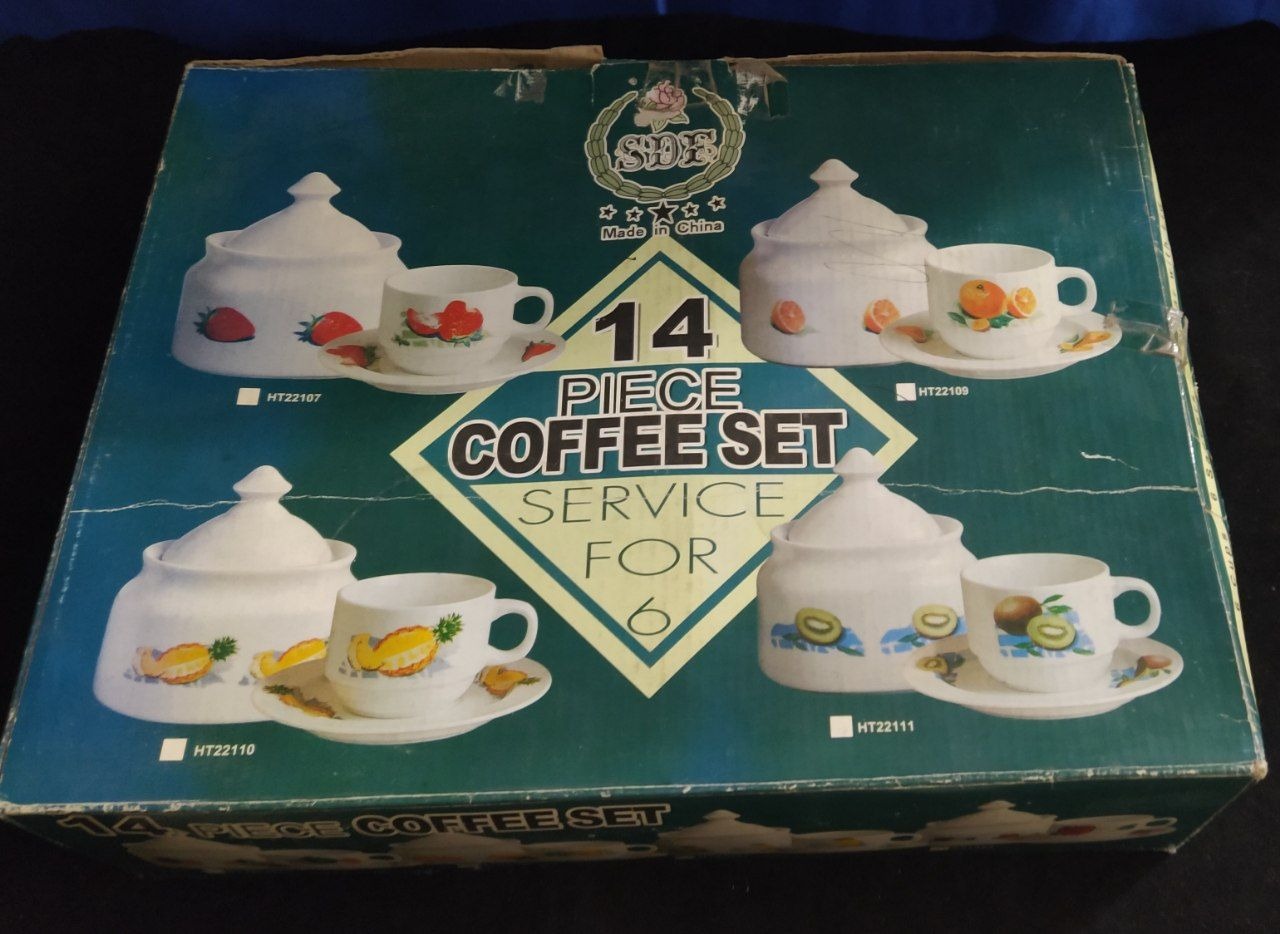 SDE
Made in China
14
PIECE
COFFEE SET
SERVICE
FOR
6
HT22107
HT22109
HT22110
HT22111
14 PIECE COFFEE SET